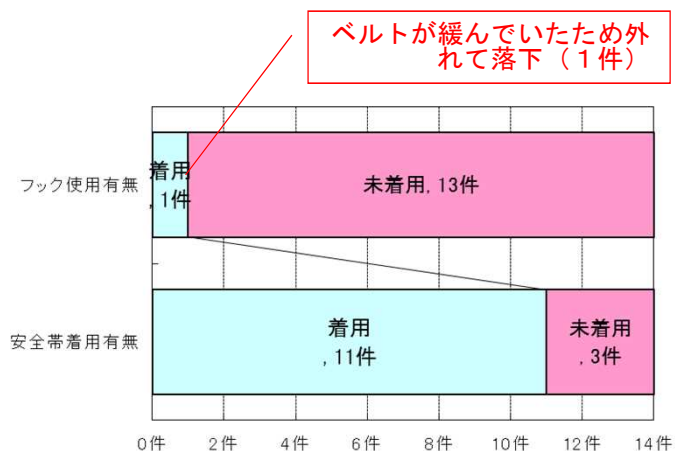 ベルトが緩んでいたため外
れて落下（１件）
フック使用有無
着用
, 1件
未着用, 13件
安全帯着用有無
着用
, 11件
未着用
, 3件
0件 2件 4件 6件 8件 10件 12件 14件